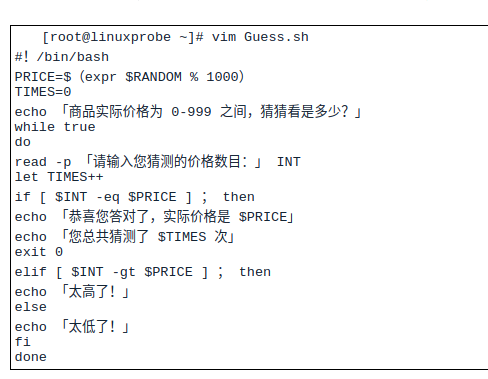 [root@linuxprobe ~]# vim Guess.sh
#！/bin/bash
PRICE=$（expr $RANDOM % 1000）
TIMES=0
echo 「商品实际价格为 0-999 之间，猜猜看是多少？」
while true
do
read -p 「请输入您猜测的价格数目：」 INT
let TIMES++
if [ $INT -eq $PRICE ] ； then
echo 「恭喜您答对了，实际价格是 $PRICE」
echo 「您总共猜测了 $TIMES 次」
exit 0
elif [ $INT -gt $PRICE ] ； then
echo 「太高了！」
else
echo 「太低了！」
fi
done